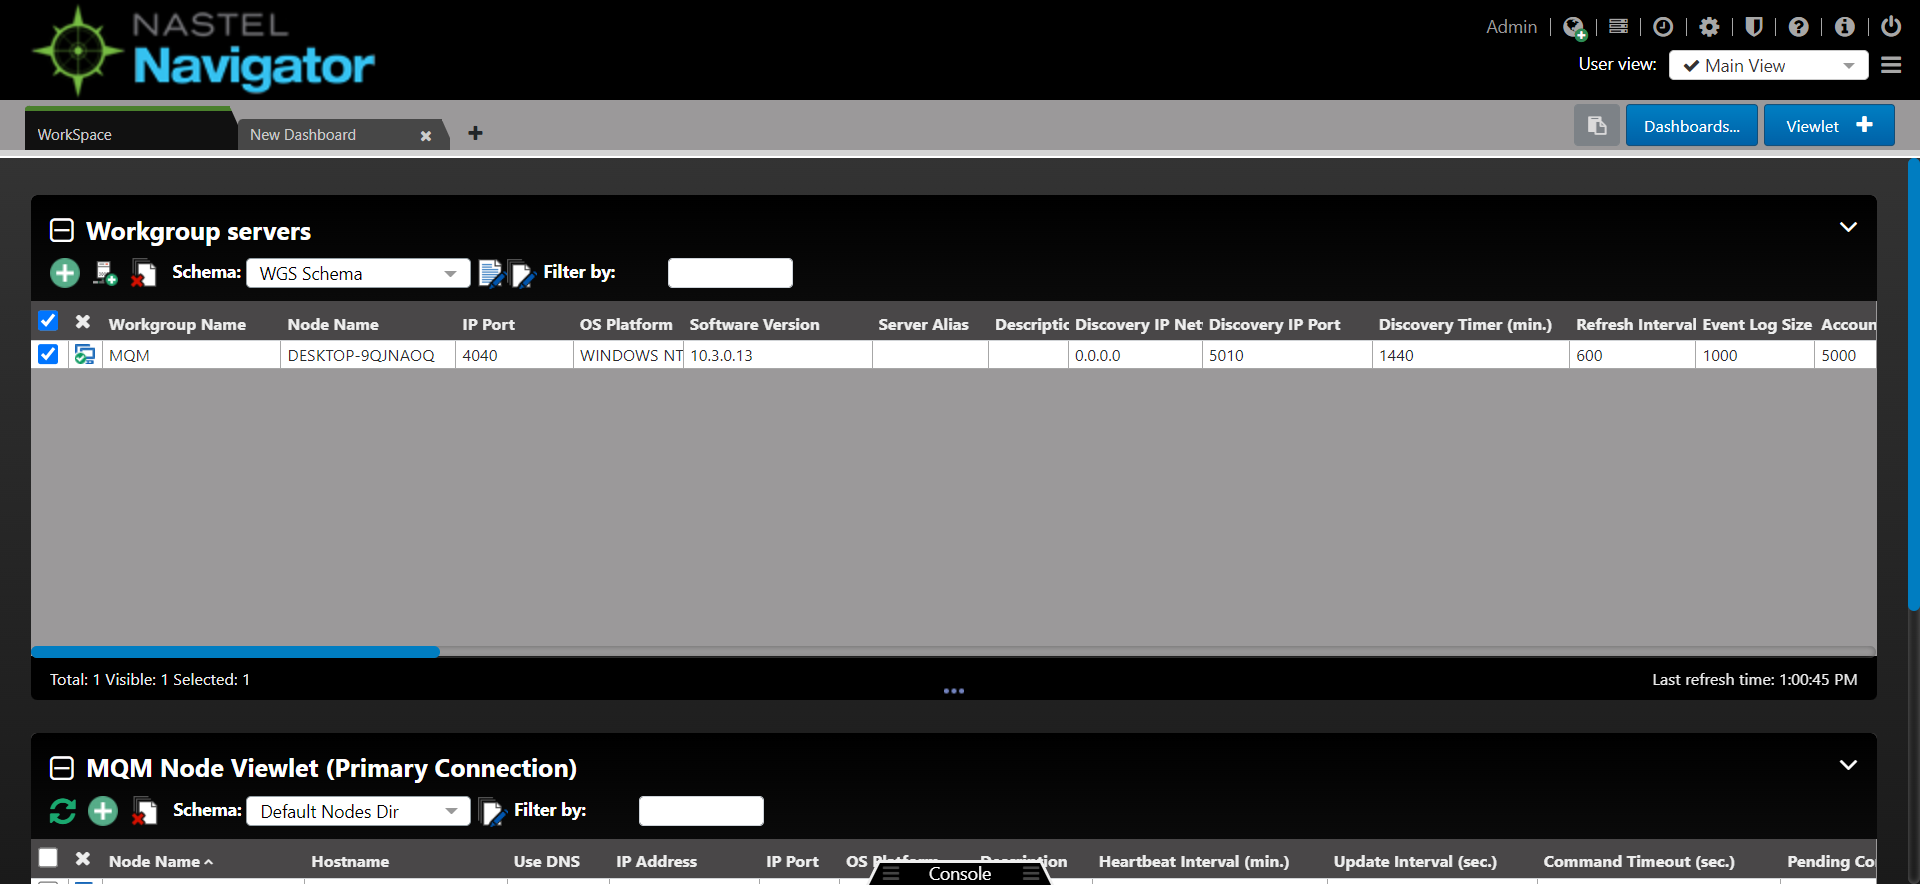 NASTEL
Navigator
Admin
User view: Main View
WorkSpace
New Dashboard
Dashboards...
Viewlet
Workgroup servers
Schema: WGS Schema Filter by:
Workgroup Name Node Name IP Port OS Platform Software Version Server Alias Descriptic Discovery IP Net Discovery IP Port Discovery Timer (min.) Refresh Interval Event Log Size Accoun
MQM DESKTOP-9QJNAOQ 4040 WINDOWS NT 10.3.0.13 0.0.0.0 5010 1440 600 1000 5000
Total: 1 Visible: 1 Selected: 1
Last refresh time: 1:00:45 PM
MQM Node Viewlet (Primary Connection)
Schema: Default Nodes Dir Filter by:
Node Name Hostname Use DNS IP Address IP Port OS Platform Description Heartbeat Interval (min.) Update Interval (sec.) Command Timeout (sec.) Pending Co
Console